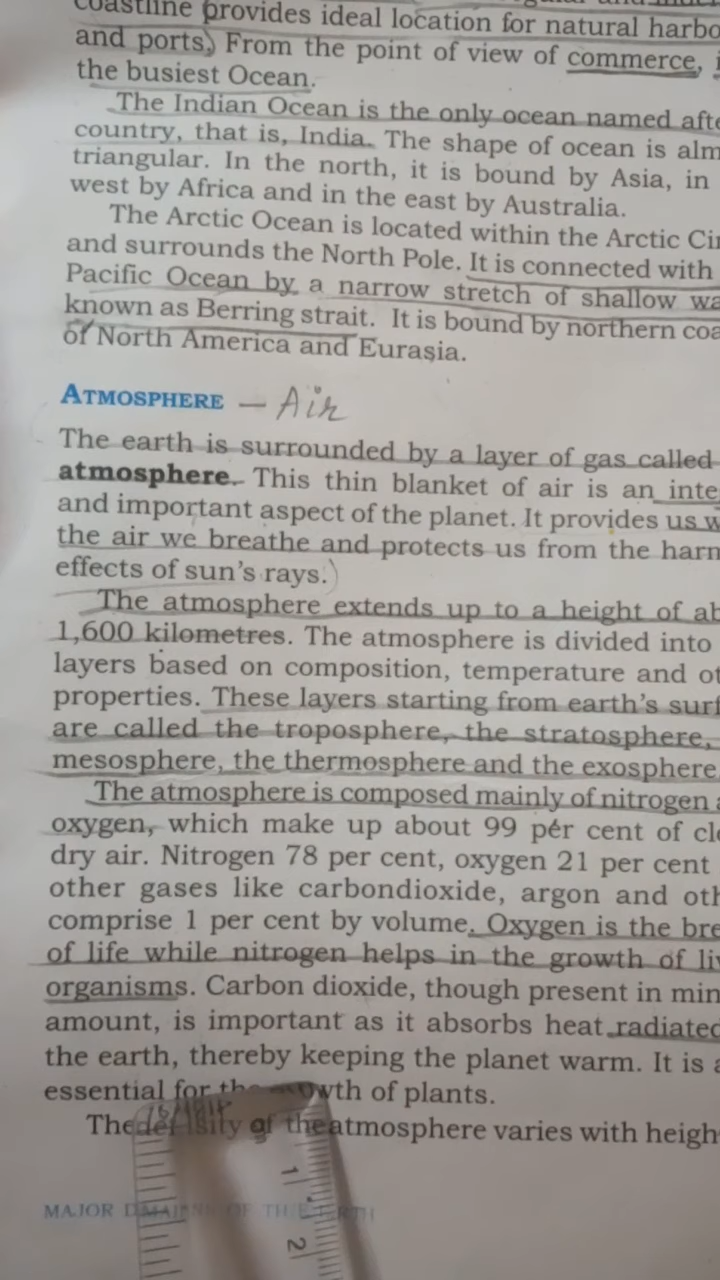 coastline provides ideal location for natural harbo
and ports. From the point of view of commerce, i
the busiest Ocean.
The Indian Ocean is the only ocean named afte
country, that is, India. The shape of ocean is alm
triangular. In the north, it is bound by Asia, in
west by Africa and in the east by Australia.
The Arctic Ocean is located within the Arctic Cir
and surrounds the North Pole. It is connected with
Pacific Ocean by a narrow stretch of shallow wa
known as Berring strait. It is bound by northern coa
of North America and Eurasia.
ATMOSPHERE – Air
The earth is surrounded by a layer of gas called
atmosphere. This thin blanket of air is an inte
and important aspect of the planet. It provides us w
the air we breathe and protects us from the harm
effects of sun's rays.)
The atmosphere extends up to a height of ab
1,600 kilometres. The atmosphere is divided into
layers based on composition, temperature and ot
properties. These layers starting from earth's surf
are called the troposphere, the stratosphere,
mesosphere, the thermosphere and the exosphere.
The atmosphere is composed mainly of nitrogen a
oxygen, which make up about 99 per cent of cle
dry air. Nitrogen 78 per cent, oxygen 21 per cent
other gases like carbondioxide, argon and oth
comprise 1 per cent by volume. Oxygen is the bre
of life while nitrogen helps in the growth of liv
organisms. Carbon dioxide, though present in min
amount, is important as it absorbs heat radiated
the earth, thereby keeping the planet warm. It is a
essential for the growth of plants.
The density of the atmosphere varies with heigh
1
MAJOR DOMAINS OF THE EARTH
2